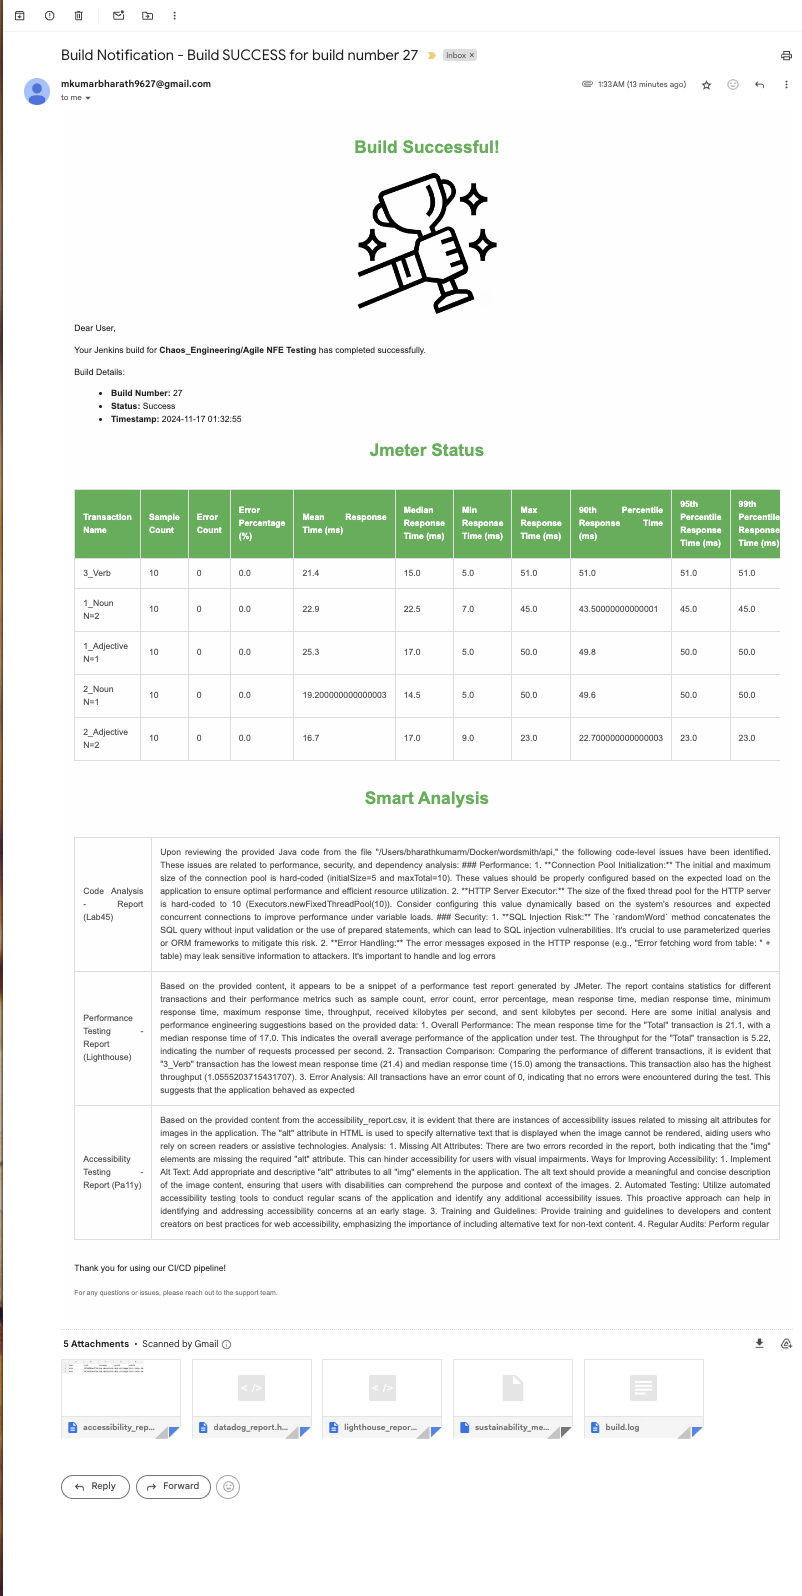 Build Notification - Build SUCCESS for build number 27
Inbox ×
mkumarbharath9627@gmail.com
1:33 AM (13 minutes ago)
to me
Build Successful!
Dear User,
Your Jenkins build for Chaos_Engineering/Agile NFE Testing has completed successfully.
Build Details:
• Build Number: 27
• Status: Success
• Timestamp: 2024-11-17 01:32:55
Jmeter Status
Transaction Name | Sample Count | Error Count | Error Percentage (%) | Mean Response Time (ms) | Median Response Time (ms) | Min Response Time (ms) | Max Response Time (ms) | 90th Percentile Response Time (ms) | 95th Percentile Response Time (ms) | 99th Percentile Response Time (ms)
3_Verb | 10 | 0 | 0.0 | 21.4 | 15.0 | 5.0 | 51.0 | 51.0 | 51.0 | 51.0
1_Noun N=2 | 10 | 0 | 0.0 | 22.9 | 22.5 | 7.0 | 45.0 | 43.50000000000001 | 45.0 | 45.0
1_Adjective N=1 | 10 | 0 | 0.0 | 25.3 | 17.0 | 5.0 | 50.0 | 49.8 | 50.0 | 50.0
2_Noun N=1 | 10 | 0 | 0.0 | 19.200000000000003 | 14.5 | 5.0 | 50.0 | 49.6 | 50.0 | 50.0
2_Adjective N=2 | 10 | 0 | 0.0 | 16.7 | 17.0 | 9.0 | 23.0 | 22.700000000000003 | 23.0 | 23.0
Smart Analysis
Code Analysis - Report (Lab45)
Upon reviewing the provided Java code from the file "/Users/bharathkumarm/Docker/wordsmith/api," the following code-level issues have been identified.
These issues are related to performance, security, and dependency analysis: ### Performance: 1. **Connection Pool Initialization:** The initial and maximum
size of the connection pool is hard-coded (initialSize=5 and maxTotal=10). These values should be properly configured based on the expected load on the
application to ensure optimal performance and efficient resource utilization. 2. **HTTP Server Executor:** The size of the fixed thread pool for the HTTP server
is hard-coded to 10 (Executors.newFixedThreadPool(10)). Consider configuring this value dynamically based on the system's resources and expected
concurrent connections to improve performance under variable loads. ### Security: 1. **SQL Injection Risk:** The `randomWord` method concatenates the
SQL query without input validation or the use of prepared statements, which can lead to SQL injection vulnerabilities. It's crucial to use parameterized queries
or ORM frameworks to mitigate this risk. 2. **Error Handling:** The error messages exposed in the HTTP response (e.g., "Error fetching word from table: " +
table) may leak sensitive information to attackers. It's important to handle and log errors
Performance Testing - Report (Lighthouse)
Based on the provided content, it appears to be a snippet of a performance test report generated by JMeter. The report contains statistics for different
transactions and their performance metrics such as sample count, error count, error percentage, mean response time, median response time, minimum
response time, maximum response time, throughput, received kilobytes per second, and sent kilobytes per second. Here are some initial analysis and
performance engineering suggestions based on the provided data: 1. Overall Performance: The mean response time for the "Total" transaction is 21.1, with a
median response time of 17.0. This indicates the overall average performance of the application under test. The throughput for the "Total" transaction is 5.22,
indicating the number of requests processed per second. 2. Transaction Comparison: Comparing the performance of different transactions, it is evident that
"3_Verb" transaction has the lowest mean response time (21.4) and median response time (15.0) among the transactions. This transaction also has the highest
throughput (1.0555203715431707). 3. Error Analysis: All transactions have an error count of 0, indicating that no errors were encountered during the test. This
suggests that the application behaved as expected
Accessibility Testing - Report (Pa11y)
Based on the provided content from the accessibility_report.csv, it is evident that there are instances of accessibility issues related to missing alt attributes for
images in the application. The "alt" attribute in HTML is used to specify alternative text that is displayed when the image cannot be rendered, aiding users who
rely on screen readers or assistive technologies. Analysis: 1. Missing Alt Attributes: There are two errors recorded in the report, both indicating that the "img"
elements are missing the required "alt" attribute. This can hinder accessibility for users with visual impairments. Ways for Improving Accessibility: 1. Implement
Alt Text: Add appropriate and descriptive "alt" attributes to all "img" elements in the application. The alt text should provide a meaningful and concise description
of the image content, ensuring that users with disabilities can comprehend the purpose and context of the images. 2. Automated Testing: Utilize automated
accessibility testing tools to conduct regular scans of the application and identify any additional accessibility issues. This proactive approach can help in
identifying and addressing accessibility concerns at an early stage. 3. Training and Guidelines: Provide training and guidelines to developers and content
creators on best practices for web accessibility, emphasizing the importance of including alternative text for non-text content. 4. Regular Audits: Perform regular
Thank you for using our CI/CD pipeline!
For any questions or issues, please reach out to the support team.
5 Attachments • Scanned by Gmail
accessibility_rep...
datadog_report.h...
lighthouse_repor...
sustainability_me...
build.log
Reply
Forward